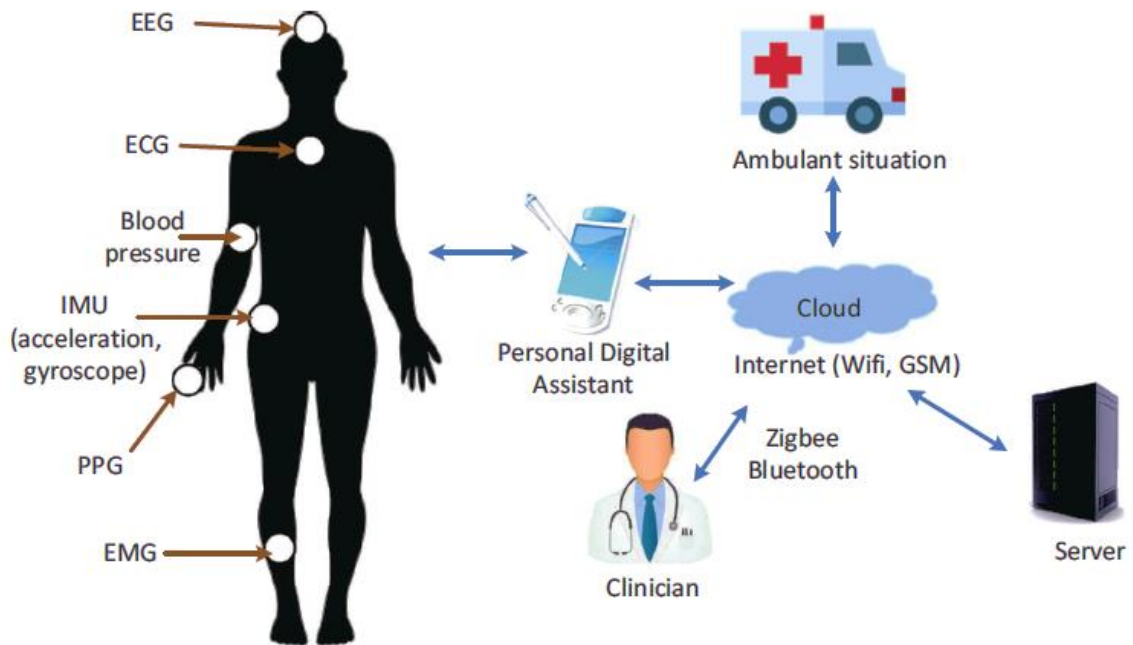 EEG
ECG
Blood
pressure
IMU
(acceleration,
gyroscope)
PPG
EMG
Personal Digital
Assistant
Ambulant situation
Cloud
Internet (Wifi, GSM)
Zigbee
Bluetooth
Clinician
Server